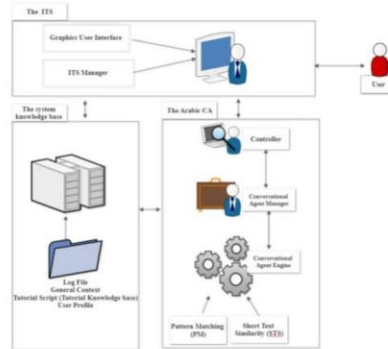 The ITS
Graphics User Interface
ITS Manager
User
The system
knowledge base
The Arabic CA
Controller
Conversational
Agent Manager
Conversational
Agent Engine
Log File
General Context
Tutorial Script (Tutorial Knowledge base)
User Profile
Pattern Matching
(PM)
Short Text
Similarity (STS)